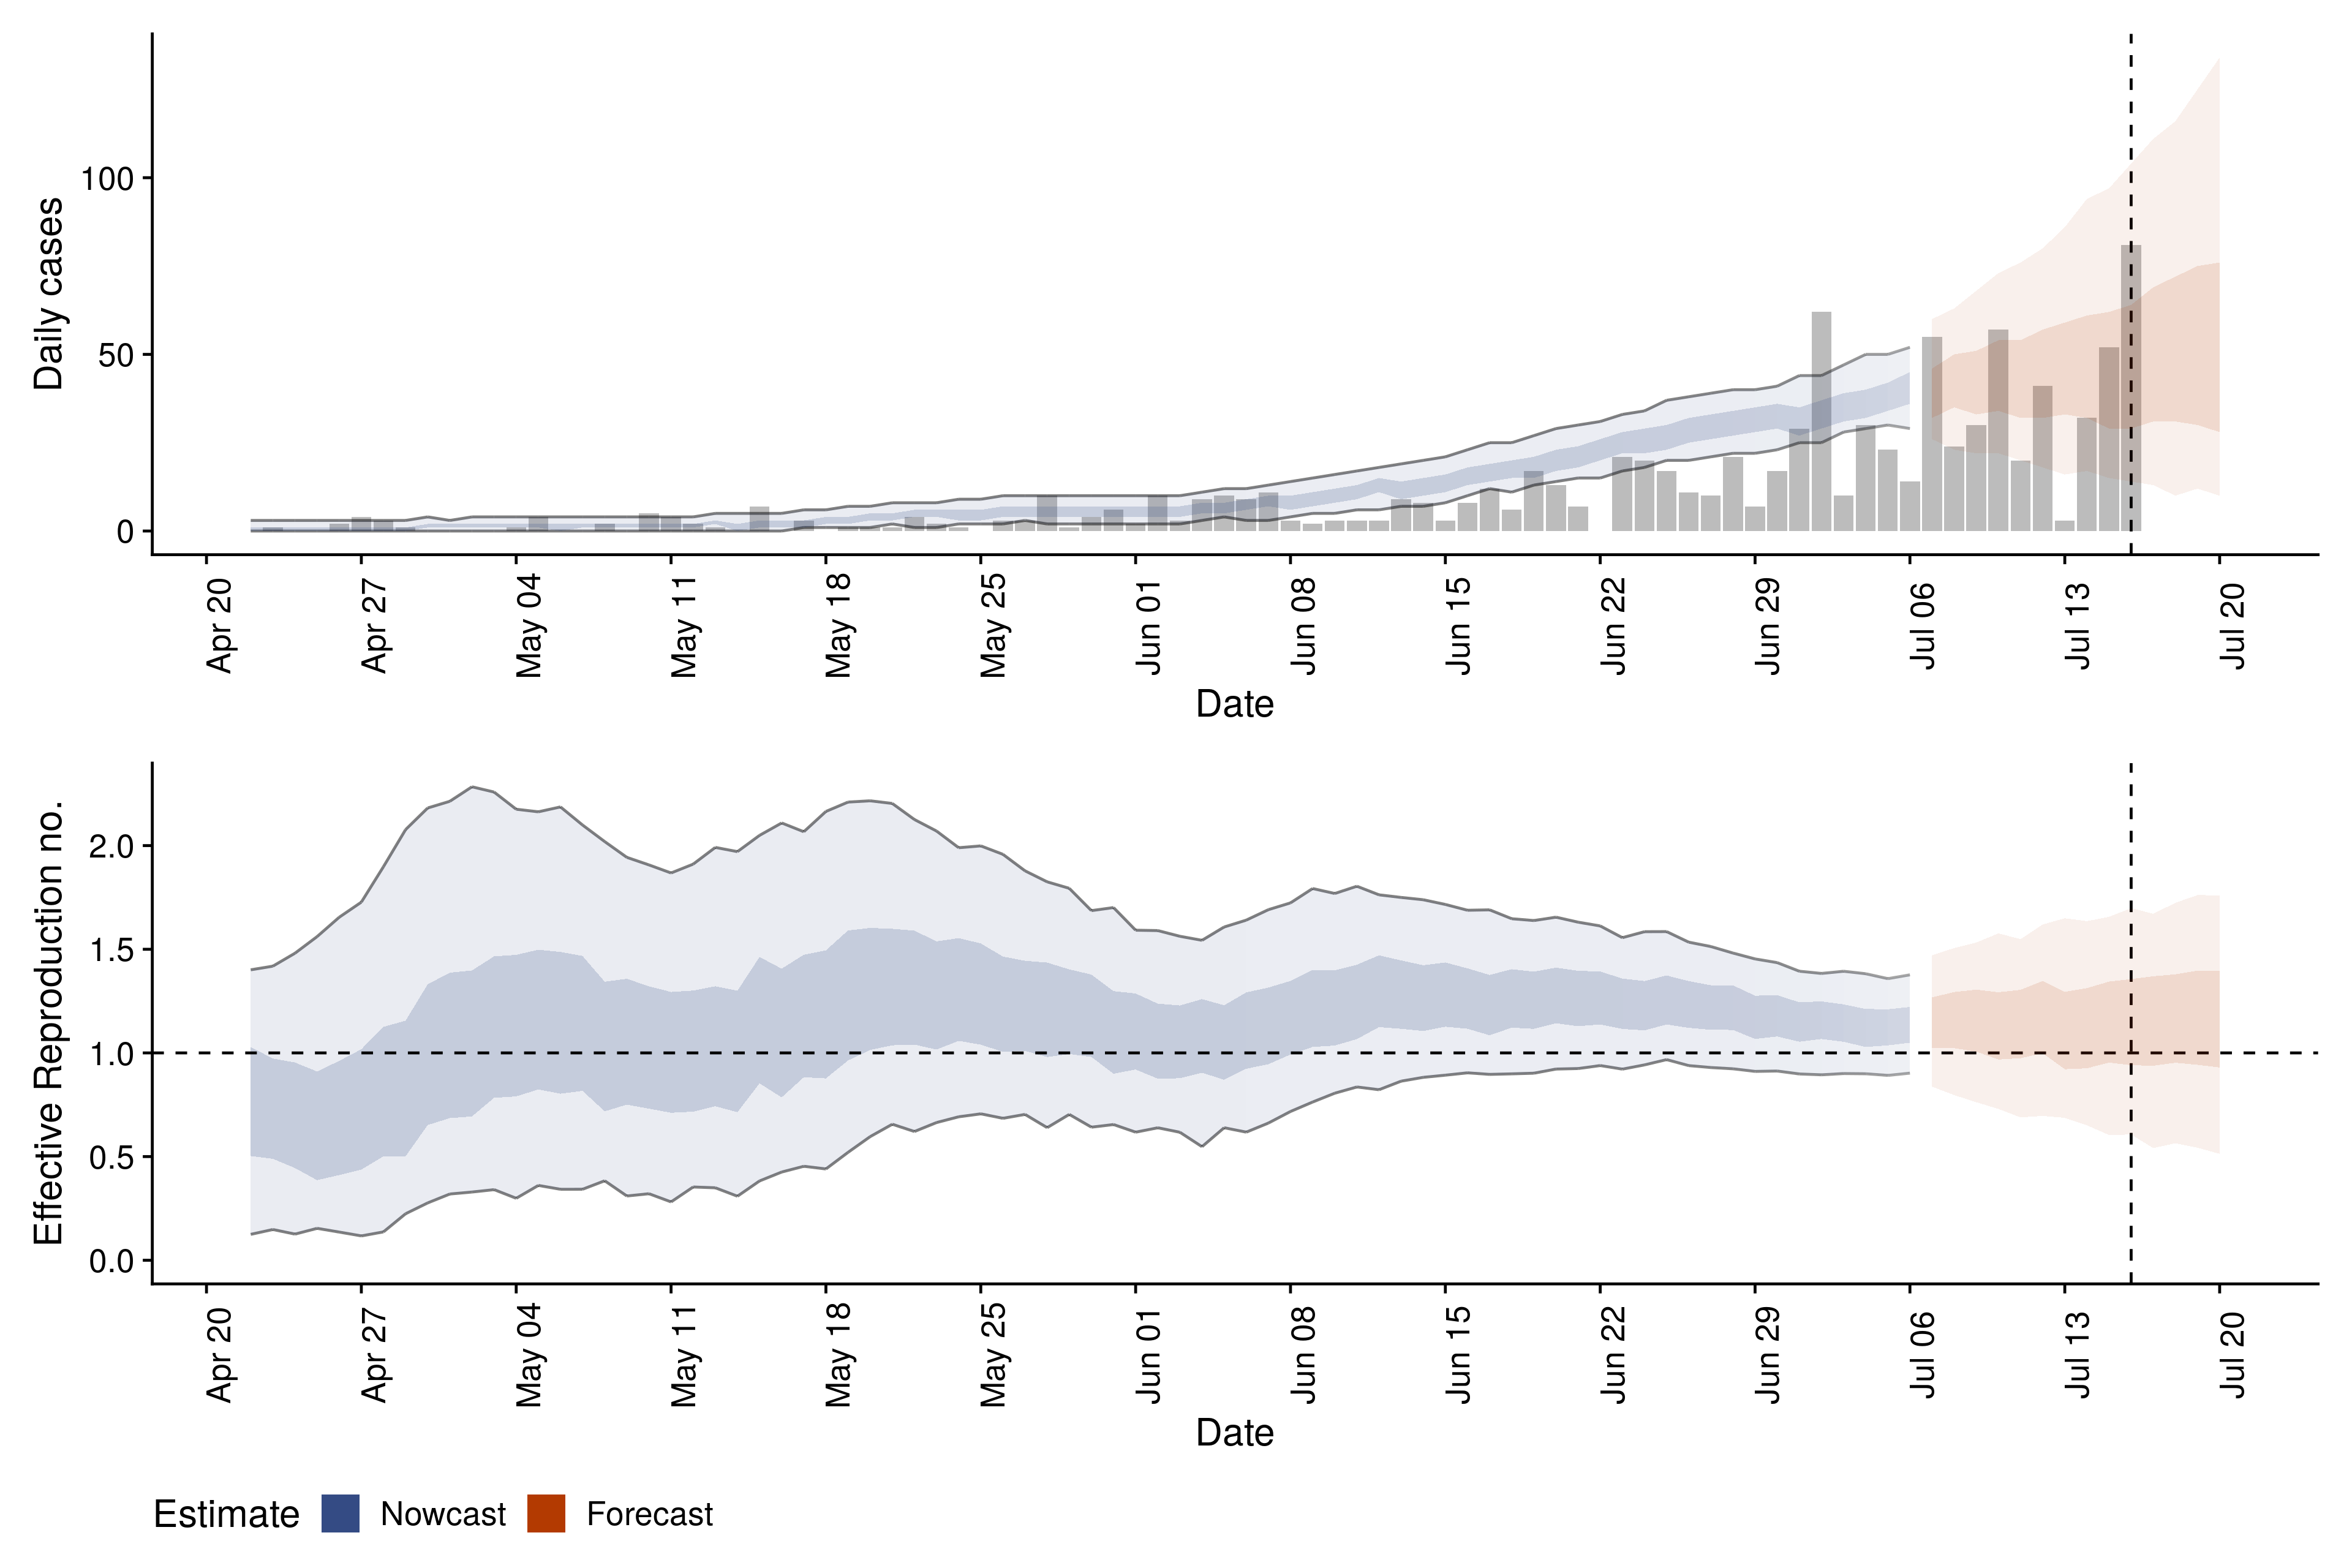 Daily cases
100
50
0
Apr 20
Apr 27
May 04
May 11
May 18
May 25
Jun 01
Jun 08
Jun 15
Jun 22
Jun 29
Jul 06
Jul 13
Jul 20
Date
Effective Reproduction no.
2.0
1.5
1.0
0.5
0.0
Apr 20
Apr 27
May 04
May 11
May 18
May 25
Jun 01
Jun 08
Jun 15
Jun 22
Jun 29
Jul 06
Jul 13
Jul 20
Date
Estimate Nowcast Forecast